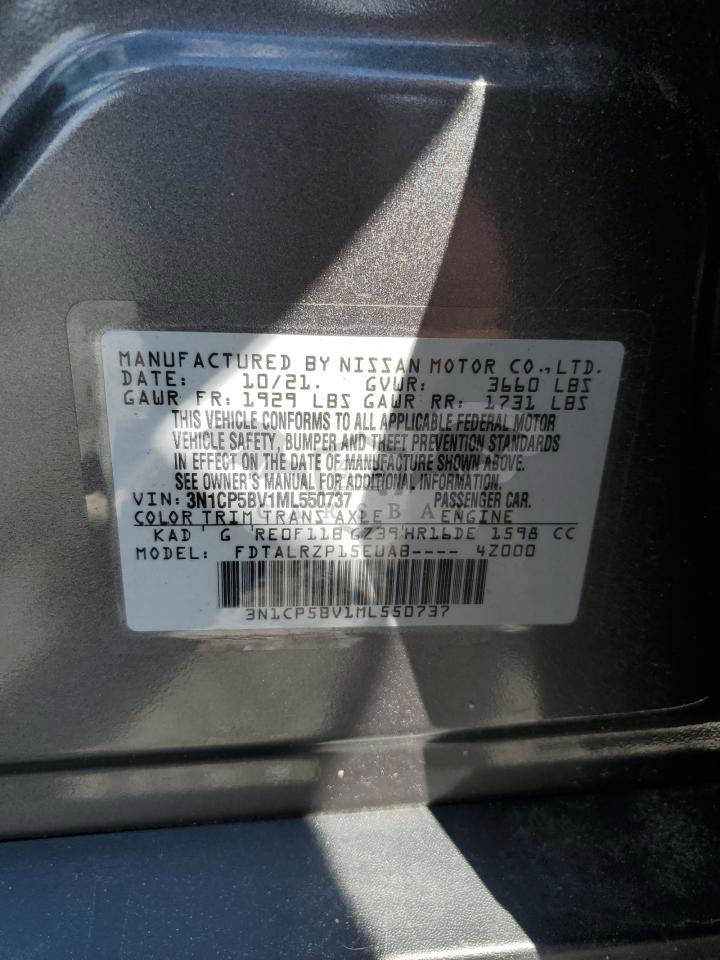 MANUFACTURED BY NISSAN MOTOR CO., LTD.
DATE: 10/21. GVWR: 3660 LBS
GAWR FR: 1929 LBS GAWR RR: 1731 LBS
THIS VEHICLE CONFORMS TO ALL APPLICABLE FEDERAL MOTOR
VEHICLE SAFETY, BUMPER AND THEFT PREVENTION STANDARDS
IN EFFECT ON THE DATE OF MANUFACTURE SHOWN ABOVE.
SEE OWNER'S MANUAL FOR ADDITIONAL INFORMATION.
VIN: 3N1CP5BV1ML550737 PASSENGER CAR.
COLOR TRIM TRANS AXLE ENGINE
KAD G RE0F11B GZ39 HR16DE 1598 CC
MODEL: FDTALRZP15EUAB---- 4Z000
3N1CP5BV1ML550737